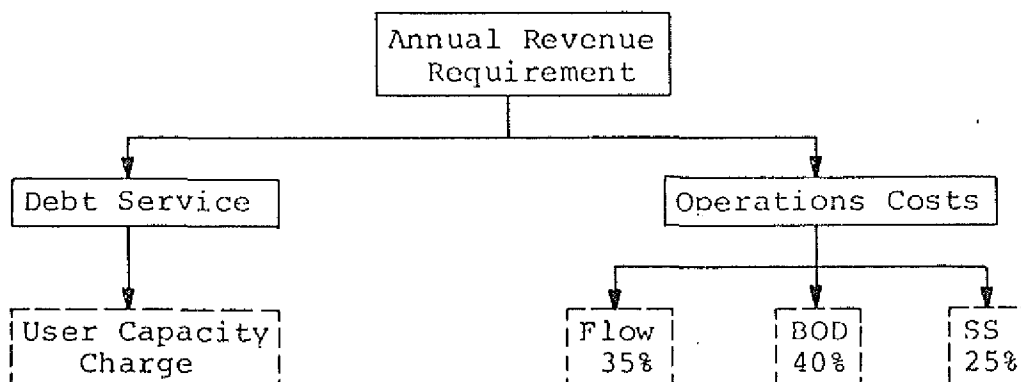 Annual Revenue
Requirement
Debt Service
Operations Costs
User Capacity
Charge
Flow
35%
BOD
40%
SS
25%